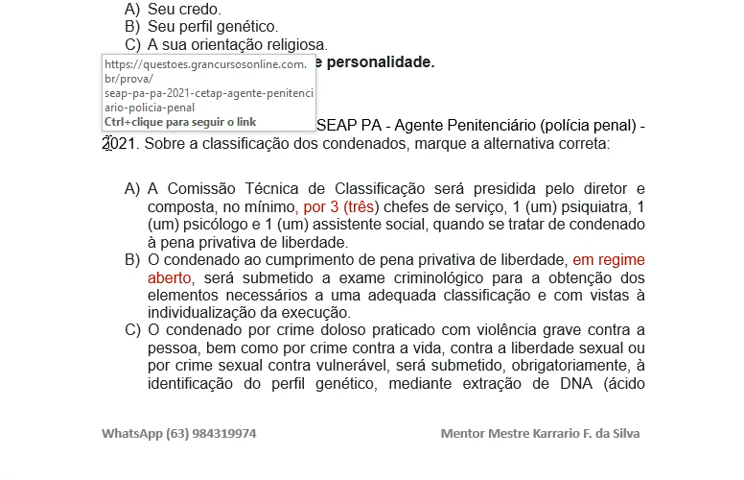 A) Seu credo.
B) Seu perfil genético.
C) A sua orientação religiosa.
e personalidade.
https://questoes.grancursosonline.com.
br/prova/
seap-pa-pa-2021-cetap-agente-penitenci
ario-policia-penal
Ctrl+clique para seguir o link
SEAP PA - Agente Penitenciário (polícia penal) -
2021. Sobre a classificação dos condenados, marque a alternativa correta:
A) A Comissão Técnica de Classificação será presidida pelo diretor e
composta, no mínimo, por 3 (três) chefes de serviço, 1 (um) psiquiatra, 1
(um) psicólogo e 1 (um) assistente social, quando se tratar de condenado
à pena privativa de liberdade.
B) O condenado ao cumprimento de pena privativa de liberdade, em regime
aberto, será submetido a exame criminológico para a obtenção dos
elementos necessários a uma adequada classificação e com vistas à
individualização da execução.
C) O condenado por crime doloso praticado com violência grave contra a
pessoa, bem como por crime contra a vida, contra a liberdade sexual ou
por crime sexual contra vulnerável, será submetido, obrigatoriamente, à
identificação do perfil genético, mediante extração de DNA (ácido
WhatsApp (63) 984319974
Mentor Mestre Karrario F. da Silva